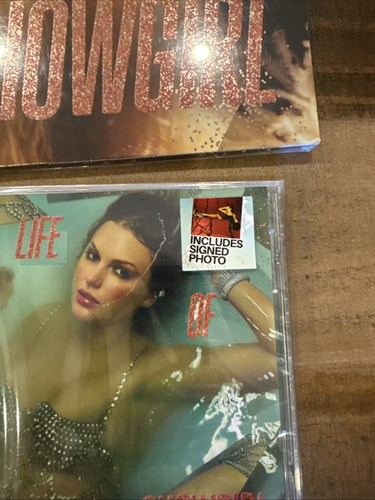 HOWGIRL
LIFE
INCLUDES
SIGNED
PHOTO
OF